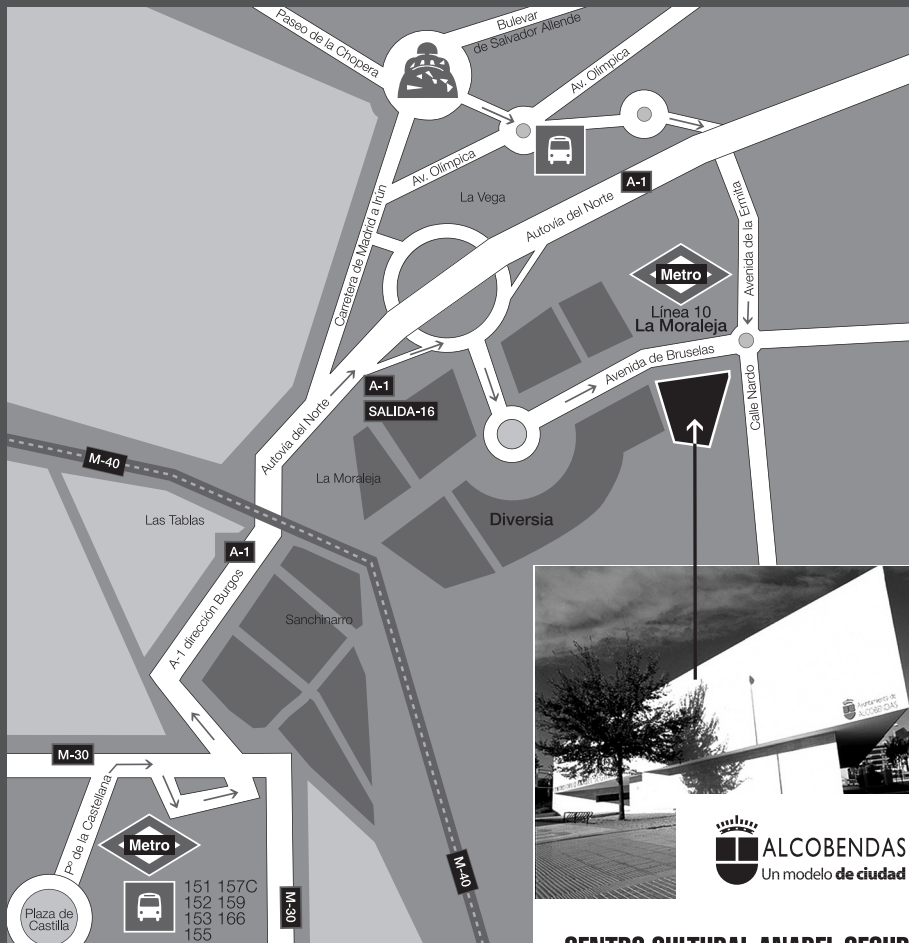 Paseo de la Chopera
Bulevar
de Salvador Allende
Av. Olímpica
Av. Olímpica
La Vega
A-1
Autovía del Norte
Carretera de Madrid a Irún
Avenida de la Ermita
Metro
Línea 10
La Moraleja
Avenida de Bruselas
Calle Nardo
A-1
SALIDA-16
Autovía del Norte
M-40
La Moraleja
Las Tablas
Diversia
A-1
A-1 dirección Burgos
Sanchinarro
M-30
Pº de la Castellana
Metro
151 157C
152 159
153 166
155
Plaza de
Castilla
M-30
M-40
Ayuntamiento de
ALCOBENDAS
ALCOBENDAS
Un modelo de ciudad